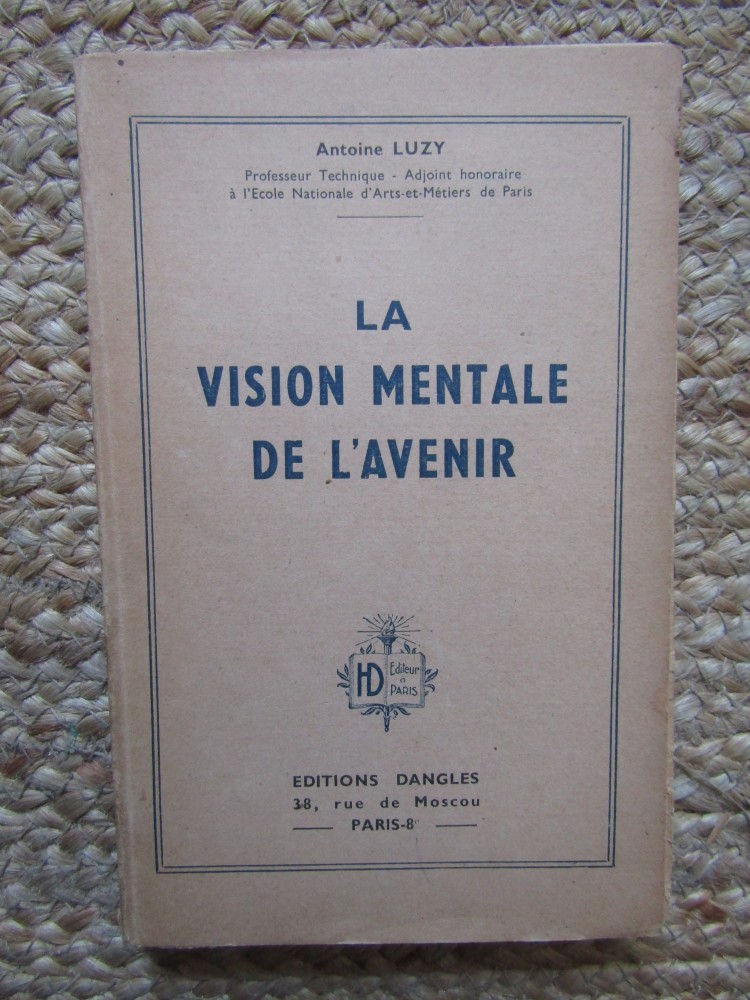 Antoine LUZY
Professeur Technique - Adjoint honoraire
à l'Ecole Nationale d'Arts-et-Métiers de Paris
LA
VISION MENTALE
DE L'AVENIR
HD
Editeur
à
PARIS
EDITIONS DANGLES
38, rue de Moscou
PARIS-8e